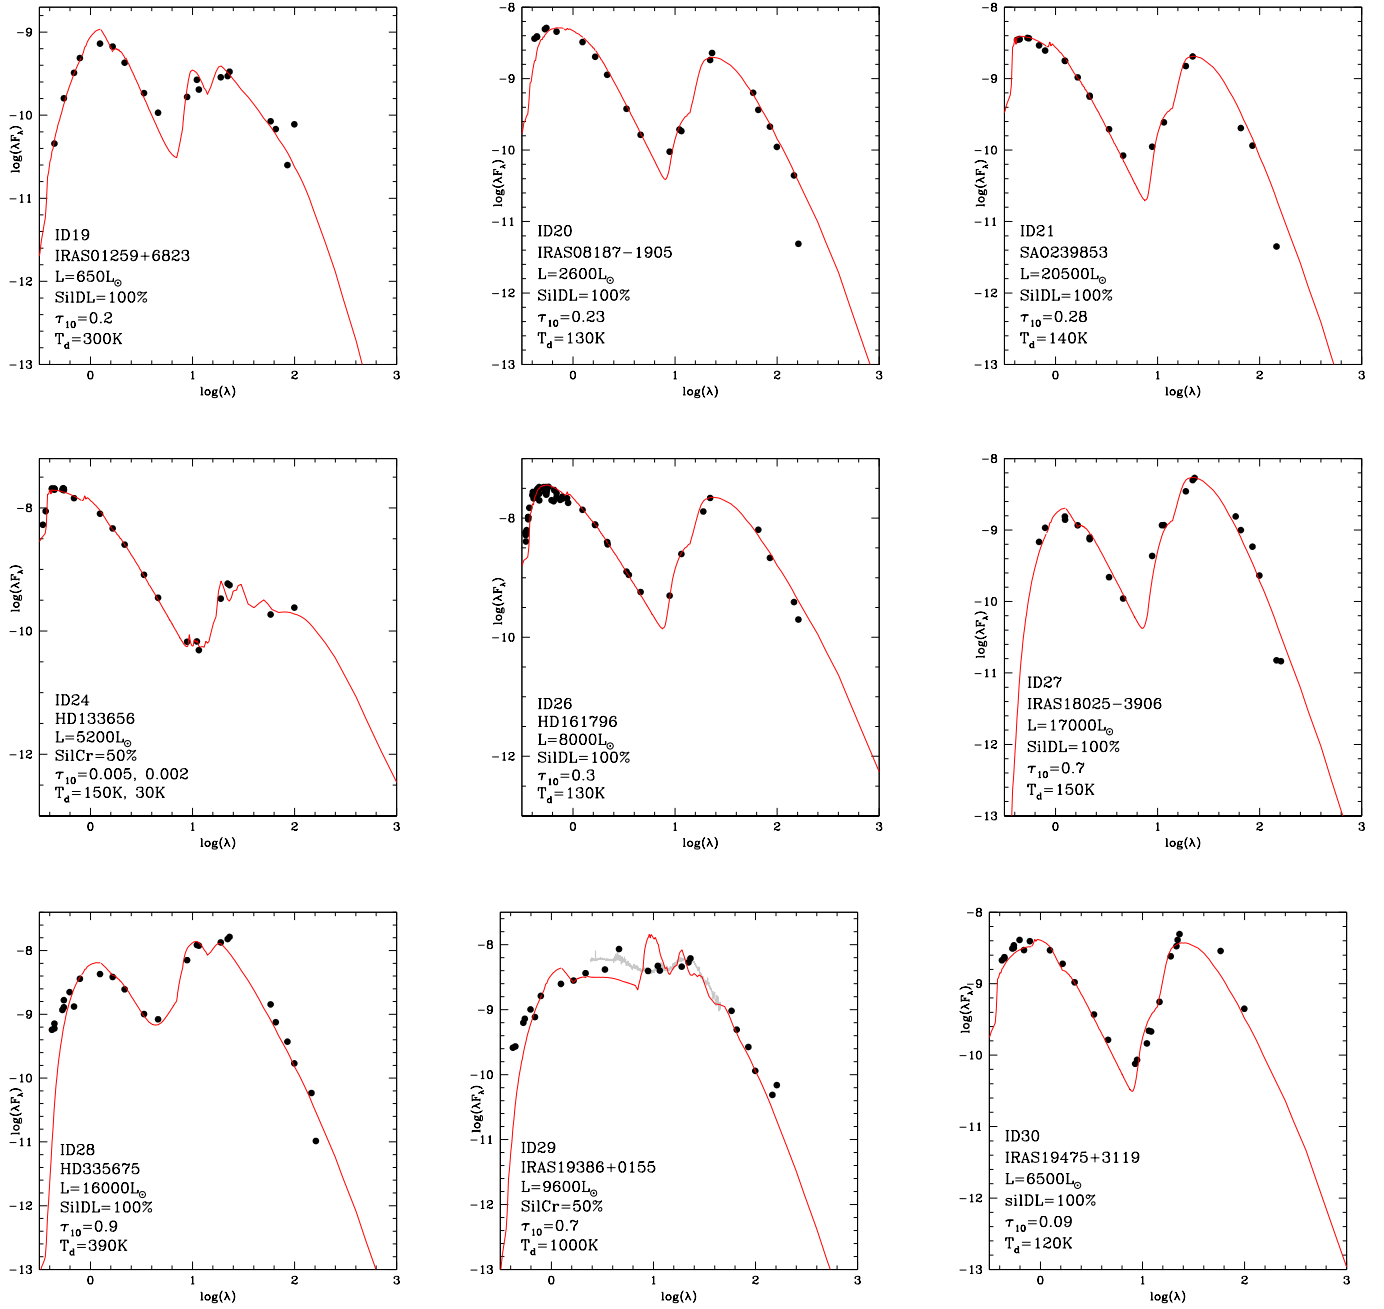 -9
-10
-11
-12
-13
log(λFλ)
ID19
IRAS01259+6823
L=650L⊙
SilDL=100%
τ10=0.2
Td=300K
0 1 2 3
log(λ)
-7
-8
-9
-10
-11
-12
-13
log(λFλ)
ID20
IRAS08187-1905
L=2600L⊙
SilDL=100%
τ10=0.23
Td=130K
0 1 2 3
log(λ)
-8
-9
-10
-11
-12
-13
log(λFλ)
ID21
SAO239853
L=20500L⊙
SilDL=100%
τ10=0.28
Td=140K
0 1 2 3
log(λ)
-8
-10
-12
log(λFλ)
ID24
HD133656
L=5200L⊙
SilCr=50%
τ10=0.005, 0.002
Td=150K, 30K
0 1 2 3
log(λ)
-8
-10
-12
log(λFλ)
ID26
HD161796
L=8000L⊙
SilDL=100%
τ10=0.3
Td=130K
0 1 2 3
log(λ)
-8
-9
-10
-11
-12
-13
log(λFλ)
ID27
IRAS18025-3906
L=17000L⊙
SilDL=100%
τ10=0.7
Td=150K
0 1 2 3
log(λ)
-8
-9
-10
-11
-12
-13
log(λFλ)
ID28
HD335675
L=16000L⊙
SilDL=100%
τ10=0.9
Td=390K
0 1 2 3
log(λ)
-8
-9
-10
-11
-12
-13
log(λFλ)
ID29
IRAS19386+0155
L=9600L⊙
SilCr=50%
τ10=0.7
Td=1000K
0 1 2 3
log(λ)
-8
-9
-10
-11
-12
-13
log(λFλ)
ID30
IRAS19475+3119
L=6500L⊙
silDL=100%
τ10=0.09
Td=120K
0 1 2 3
log(λ)